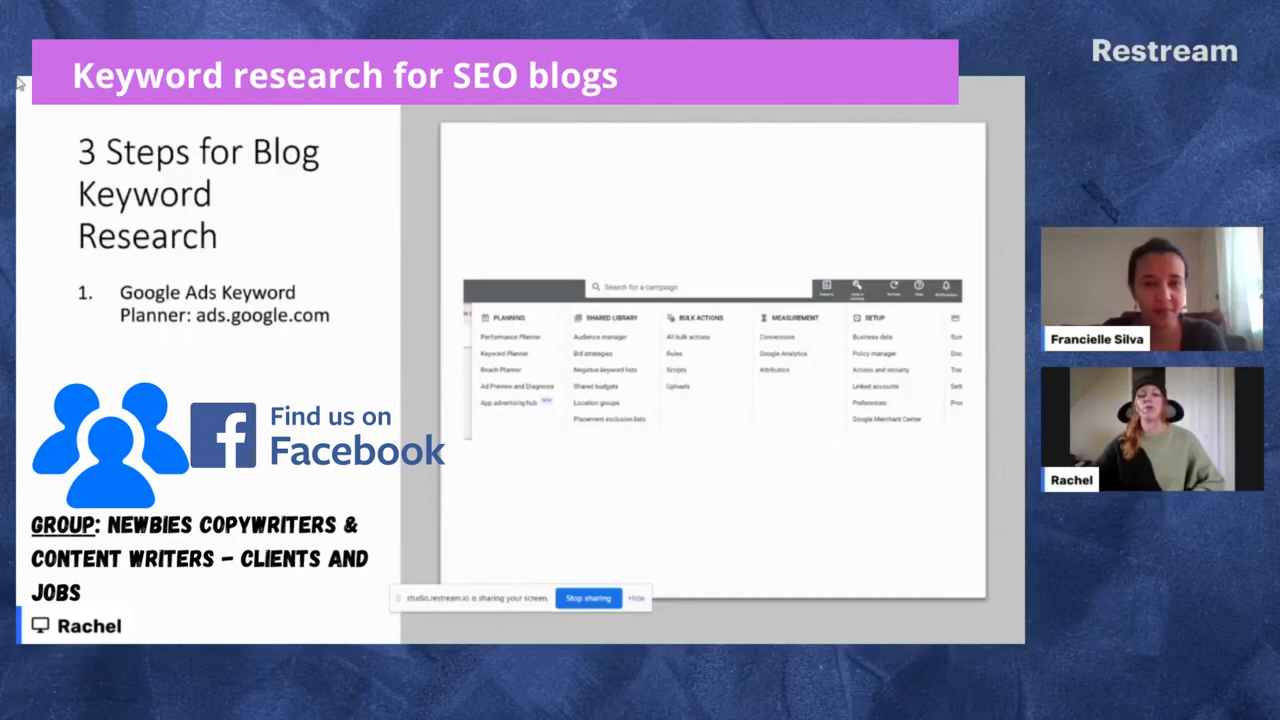 Keyword research for SEO blogs
Restream
3 Steps for Blog
Keyword
Research
1. Google Ads Keyword
Planner: ads.google.com
Find us on
Facebook
GROUP: NEWBIES COPYWRITERS &
CONTENT WRITERS – CLIENTS AND
JOBS
Rachel
Search for a campaign
PLANNING
Performance Planner
Keyword Planner
Reach Planner
Ad Preview and Diagnosis
App advertising hub NEW
SHARED LIBRARY
Audience manager
Bid strategies
Negative keyword lists
Shared budgets
Location groups
Placement exclusion lists
BULK ACTIONS
All bulk actions
Rules
Scripts
Uploads
MEASUREMENT
Conversions
Google Analytics
Attribution
SETUP
Business data
Policy manager
Access and security
Linked accounts
Preferences
Google Merchant Center
studio.restream.io is sharing your screen.
Stop sharing
Hide
Francielle Silva
Rachel